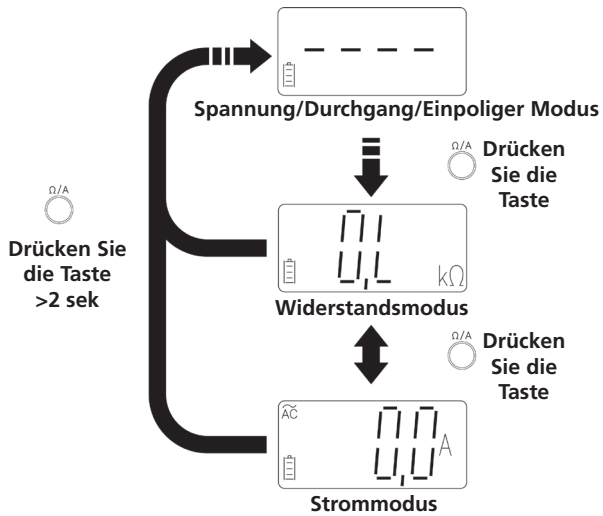 – – – –
Spannung/Durchgang/Einpoliger Modus
Ω/A
Drücken
Sie die
Taste
Ω/A
Drücken Sie
die Taste
>2 sek
0,L
kΩ
Widerstandsmodus
Ω/A
Drücken
Sie die
Taste
AC
0,0
A
Strommodus